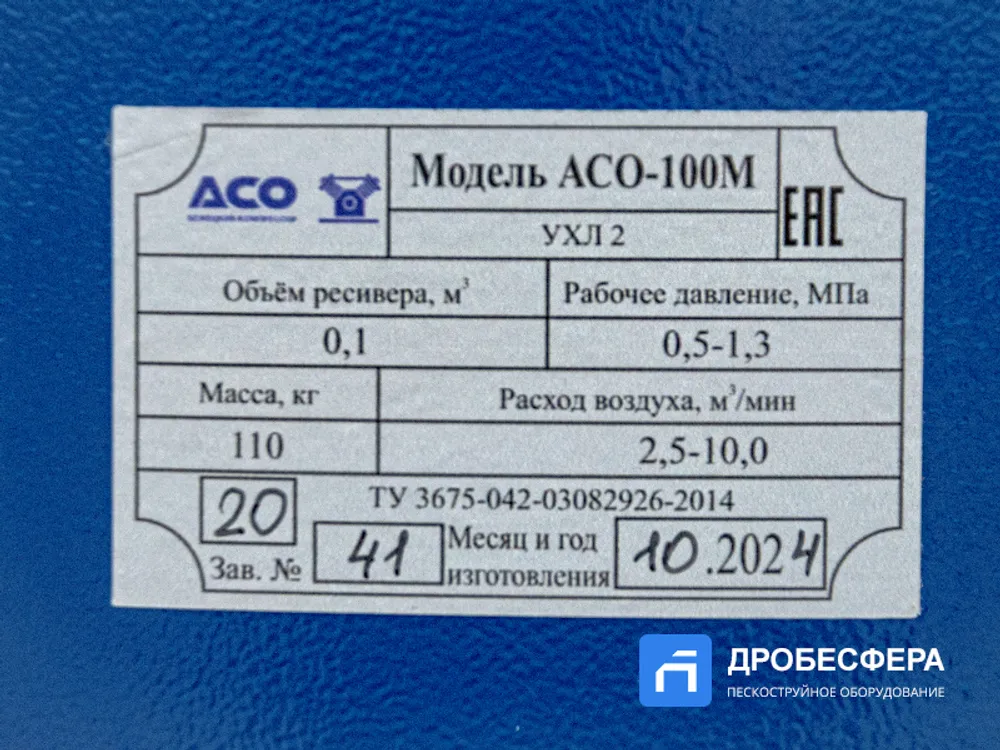 АСО
Модель АСО-100М
УХЛ 2
ЕАС
Объём ресивера, м³
Рабочее давление, МПа
0,1
0,5-1,3
Масса, кг
Расход воздуха, м³/мин
110
2,5-10,0
20
ТУ 3675-042-03082926-2014
Зав. №
41
Месяц и год
изготовления
10.2024
ДРОБЕСФЕРА
ПЕСКОСТРУЙНОЕ ОБОРУДОВАНИЕ